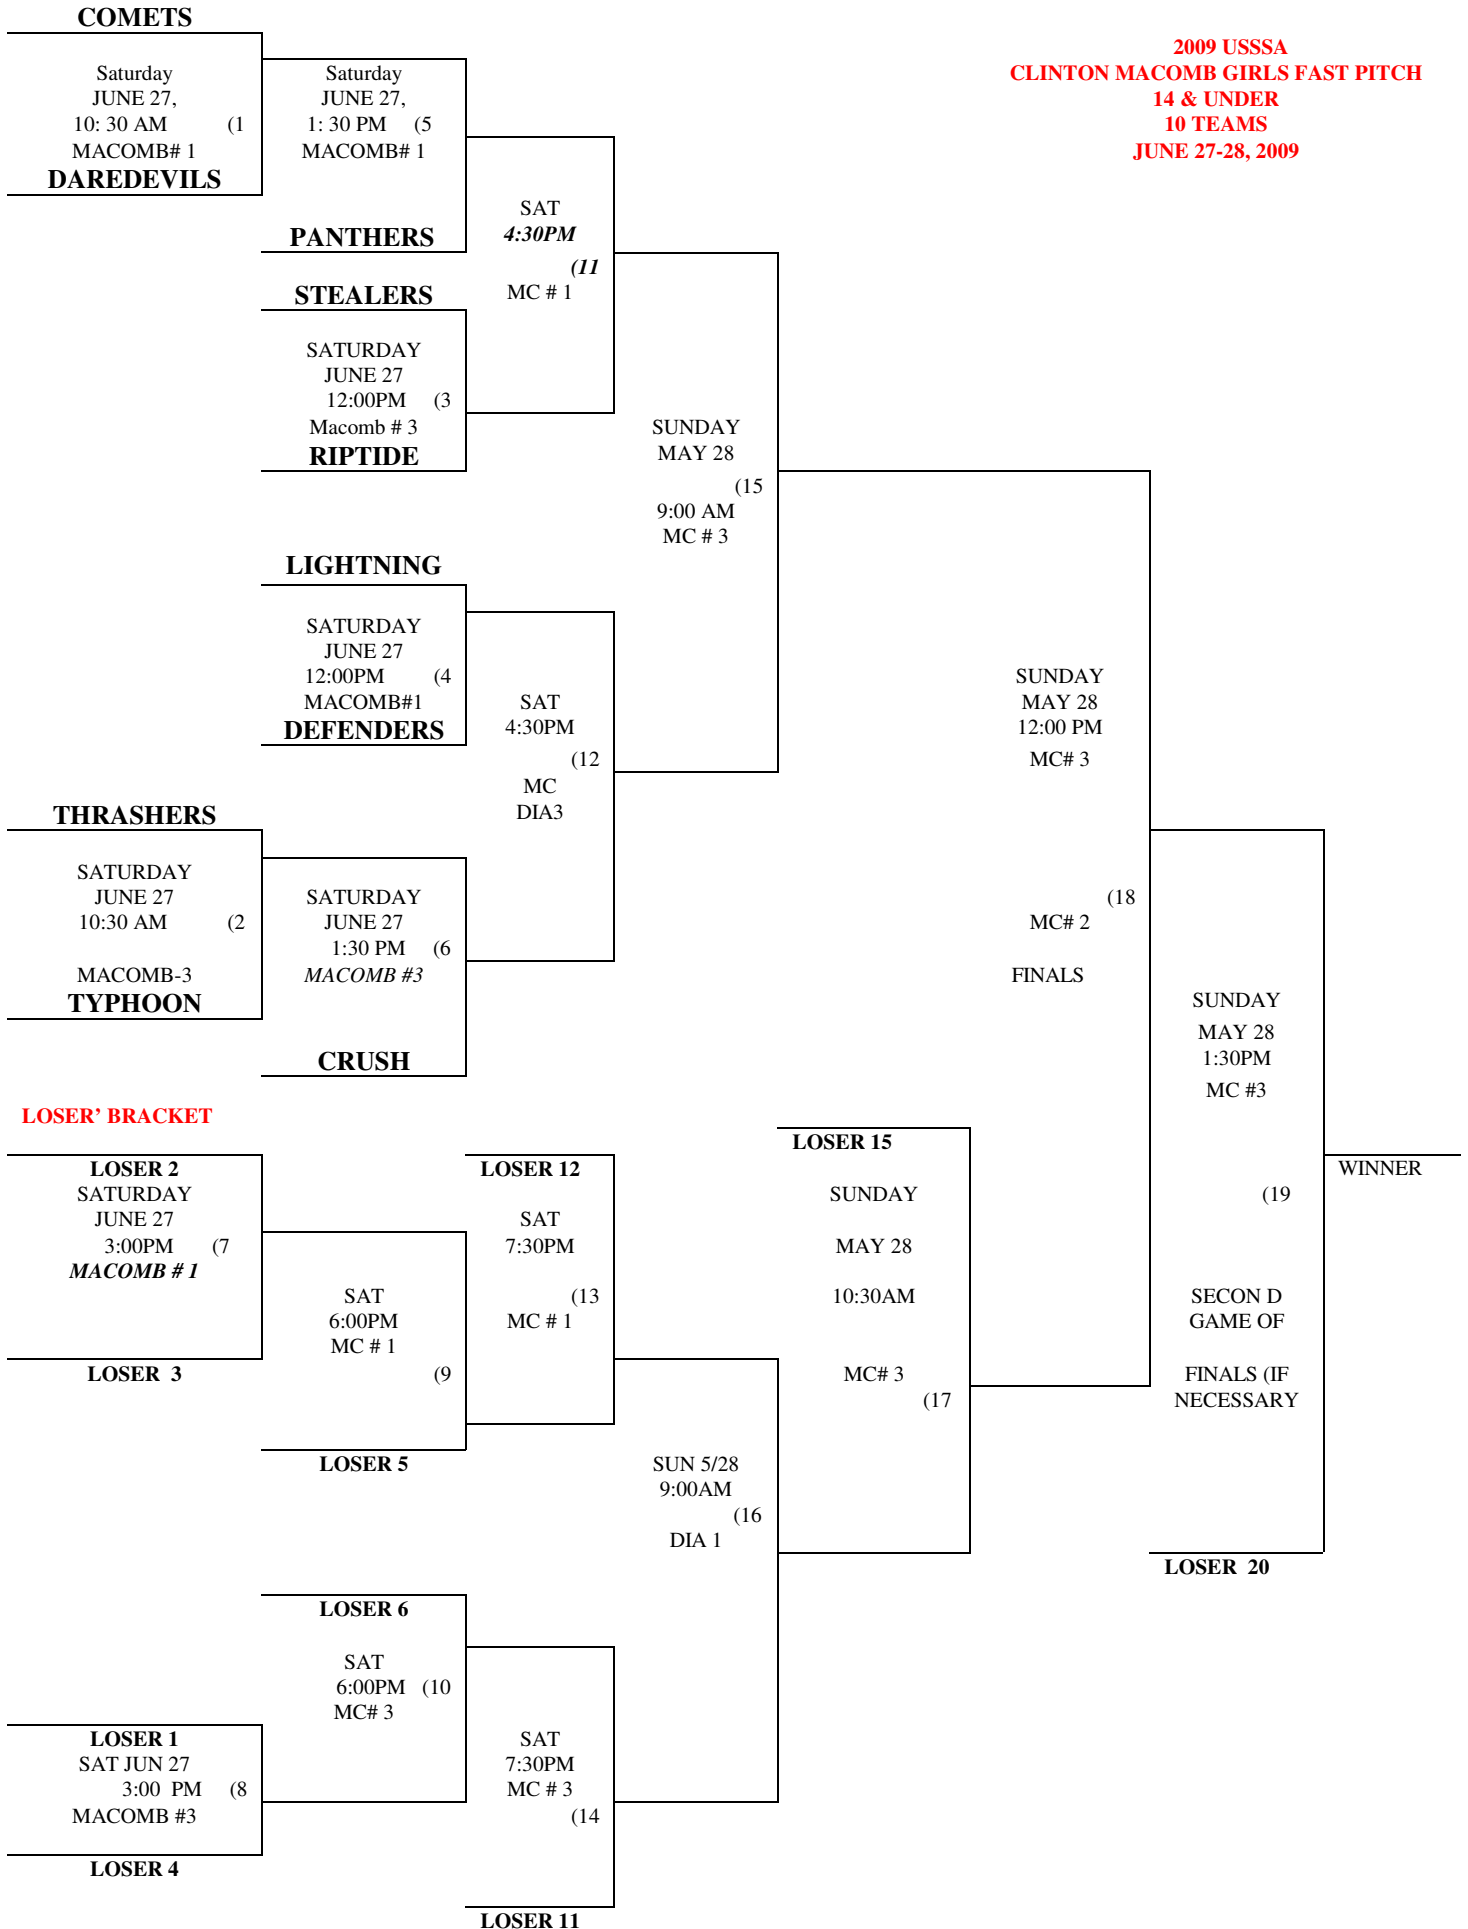 COMETS
2009 USSSA
CLINTON MACOMB GIRLS FAST PITCH
14 & UNDER
10 TEAMS
JUNE 27-28, 2009
Saturday
JUNE 27,
10: 30 AM (1
MACOMB# 1
DAREDEVILS
Saturday
JUNE 27,
1: 30 PM (5
MACOMB# 1
PANTHERS
SAT
4:30PM
(11
MC # 1
STEALERS
SATURDAY
JUNE 27
12:00PM (3
Macomb # 3
RIPTIDE
SUNDAY
MAY 28
(15
9:00 AM
MC # 3
LIGHTNING
SATURDAY
JUNE 27
12:00PM (4
MACOMB#1
DEFENDERS
SAT
4:30PM
(12
MC
DIA3
SUNDAY
MAY 28
12:00 PM
MC# 3
(18
MC# 2
FINALS
THRASHERS
SATURDAY
JUNE 27
10:30 AM (2
MACOMB-3
TYPHOON
SATURDAY
JUNE 27
1:30 PM (6
MACOMB #3
CRUSH
SUNDAY
MAY 28
1:30PM
MC #3
(19
SECON D
GAME OF
FINALS (IF
NECESSARY
LOSER 20
WINNER
LOSER' BRACKET
LOSER 2
SATURDAY
JUNE 27
3:00PM (7
MACOMB # 1
LOSER 3
SAT
6:00PM
MC # 1
(9
LOSER 5
LOSER 12
SAT
7:30PM
(13
MC # 1
LOSER 15
SUNDAY
MAY 28
10:30AM
MC# 3
(17
SUN 5/28
9:00AM
(16
DIA 1
LOSER 6
SAT
6:00PM (10
MC# 3
LOSER 1
SAT JUN 27
3:00 PM (8
MACOMB #3
LOSER 4
SAT
7:30PM
MC # 3
(14
LOSER 11